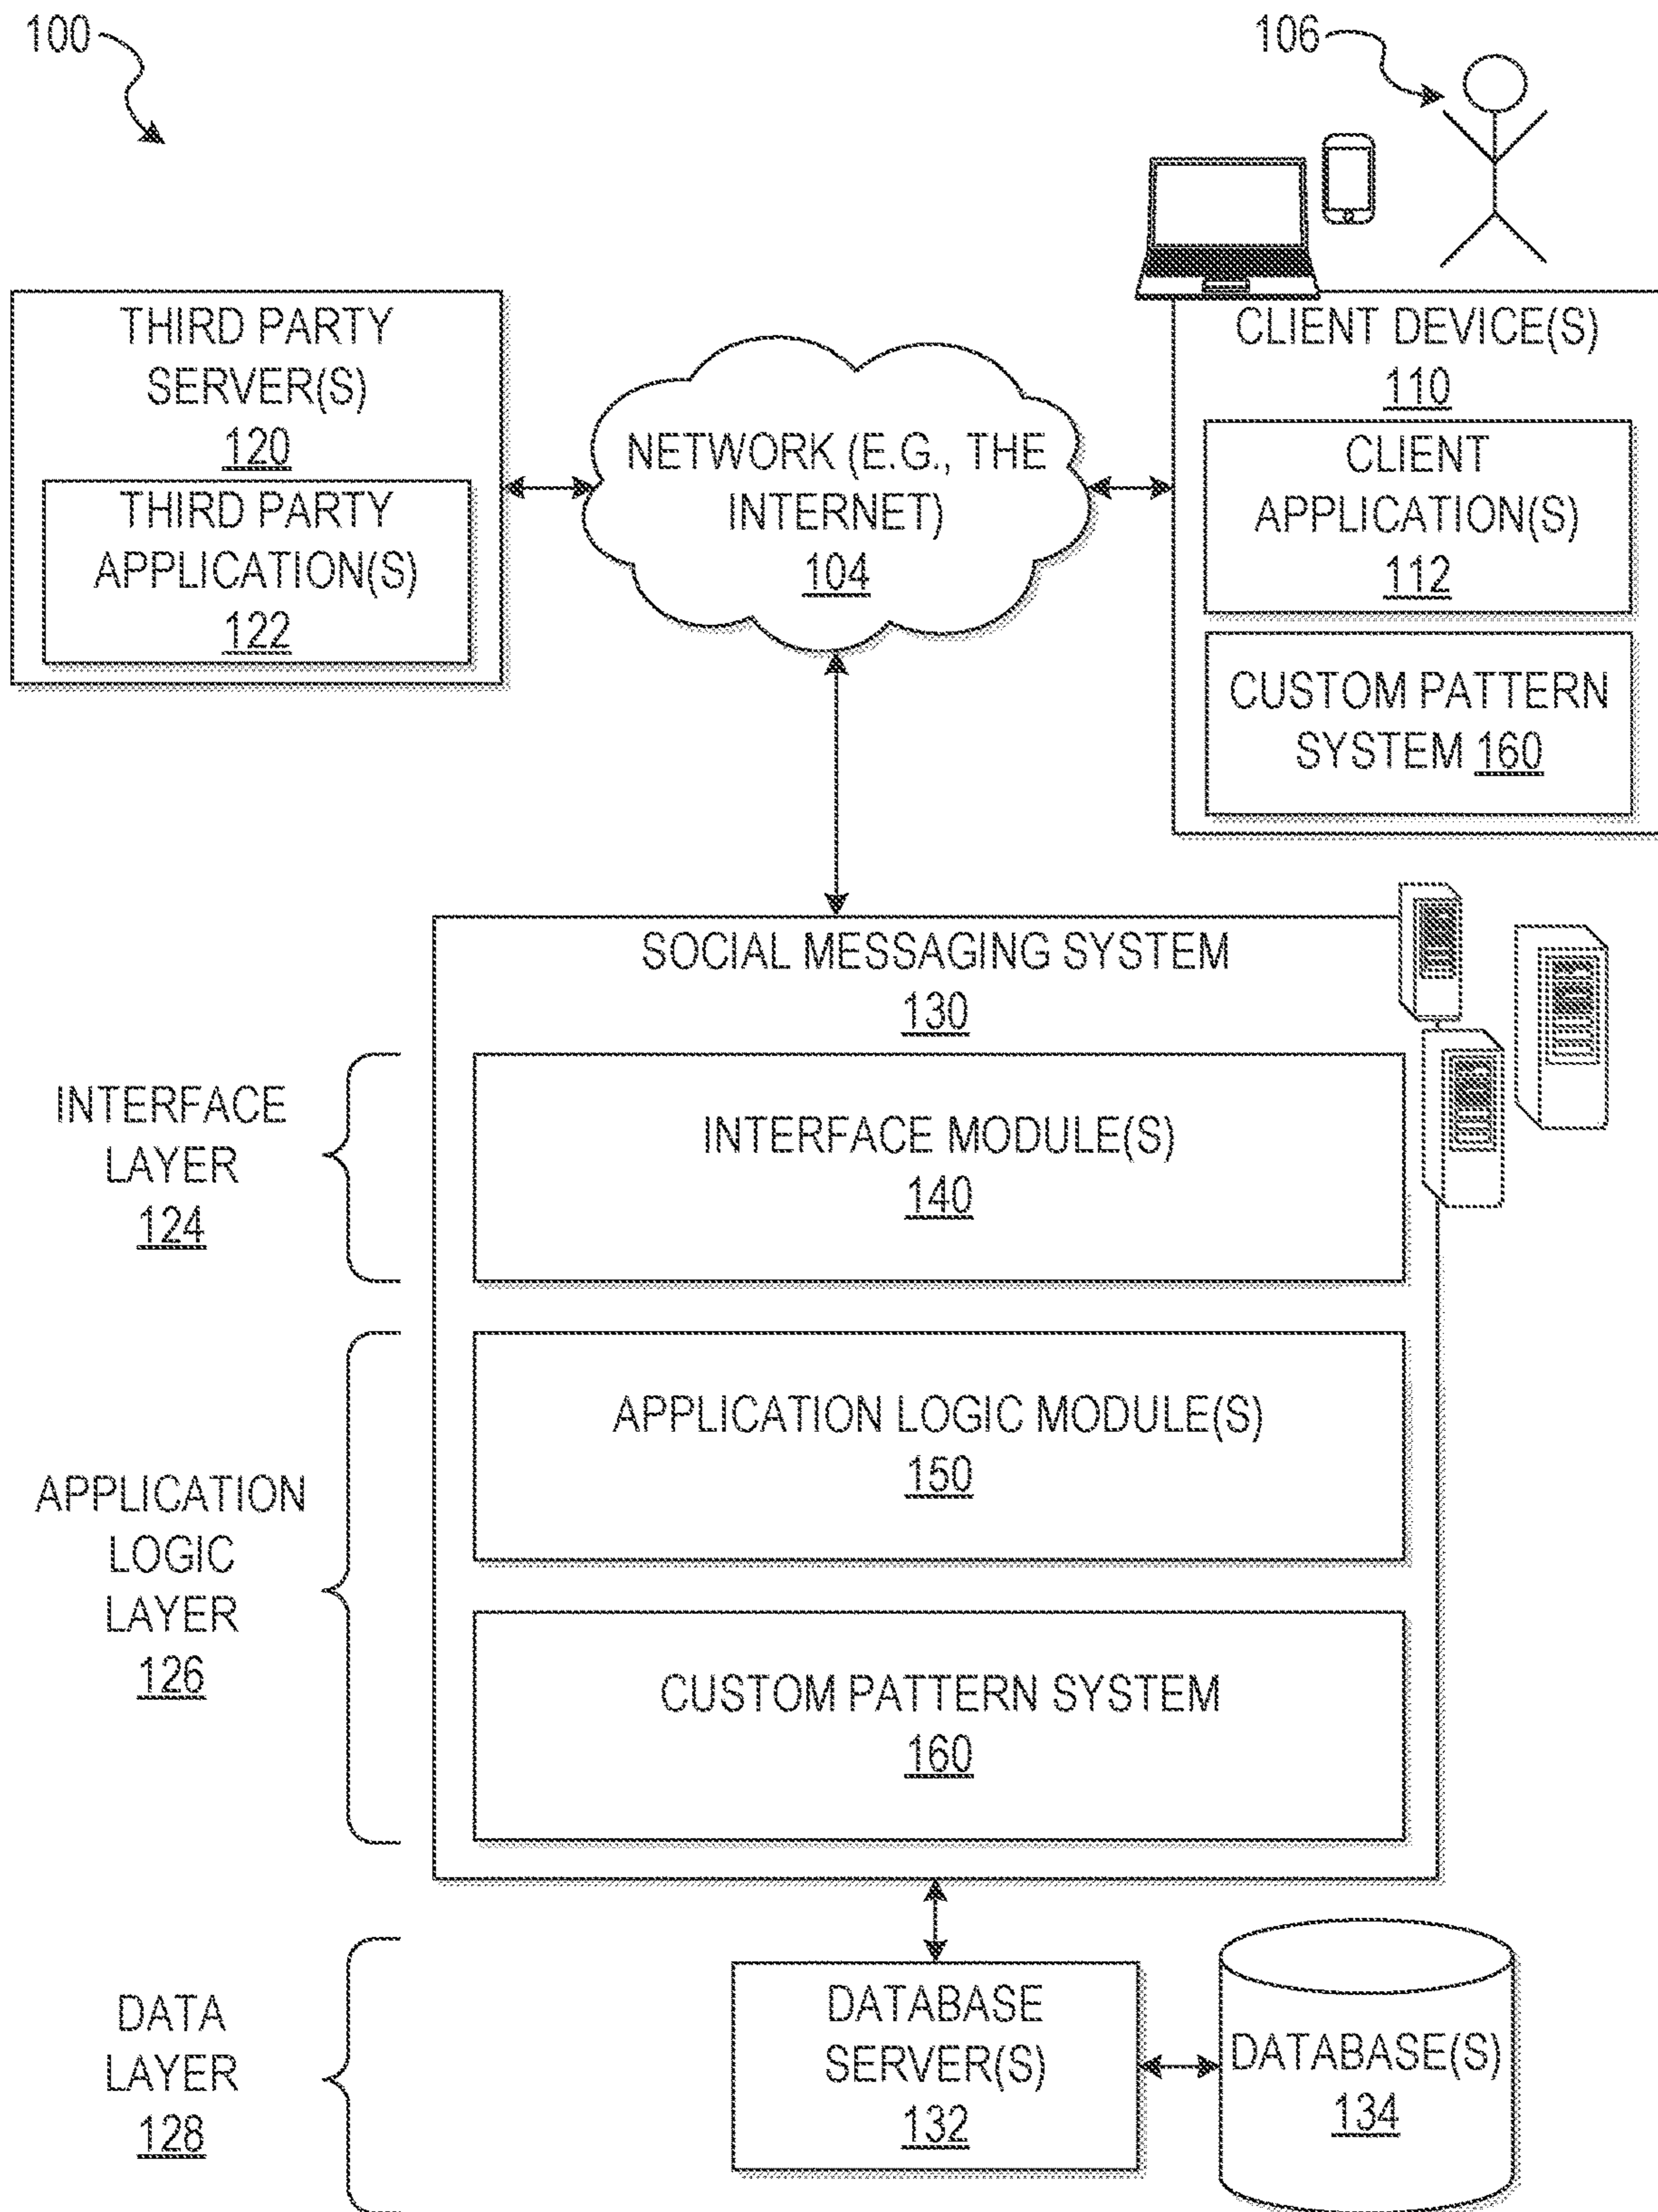 100
106
THIRD PARTY
SERVER(S)
120
THIRD PARTY
APPLICATION(S)
122
NETWORK (E.G., THE
INTERNET)
104
CLIENT DEVICE(S)
110
CLIENT
APPLICATION(S)
112
CUSTOM PATTERN
SYSTEM 160
SOCIAL MESSAGING SYSTEM
130
INTERFACE
LAYER
124
INTERFACE MODULE(S)
140
APPLICATION
LOGIC
LAYER
126
APPLICATION LOGIC MODULE(S)
150
CUSTOM PATTERN SYSTEM
160
DATA
LAYER
128
DATABASE
SERVER(S)
132
DATABASE(S)
134